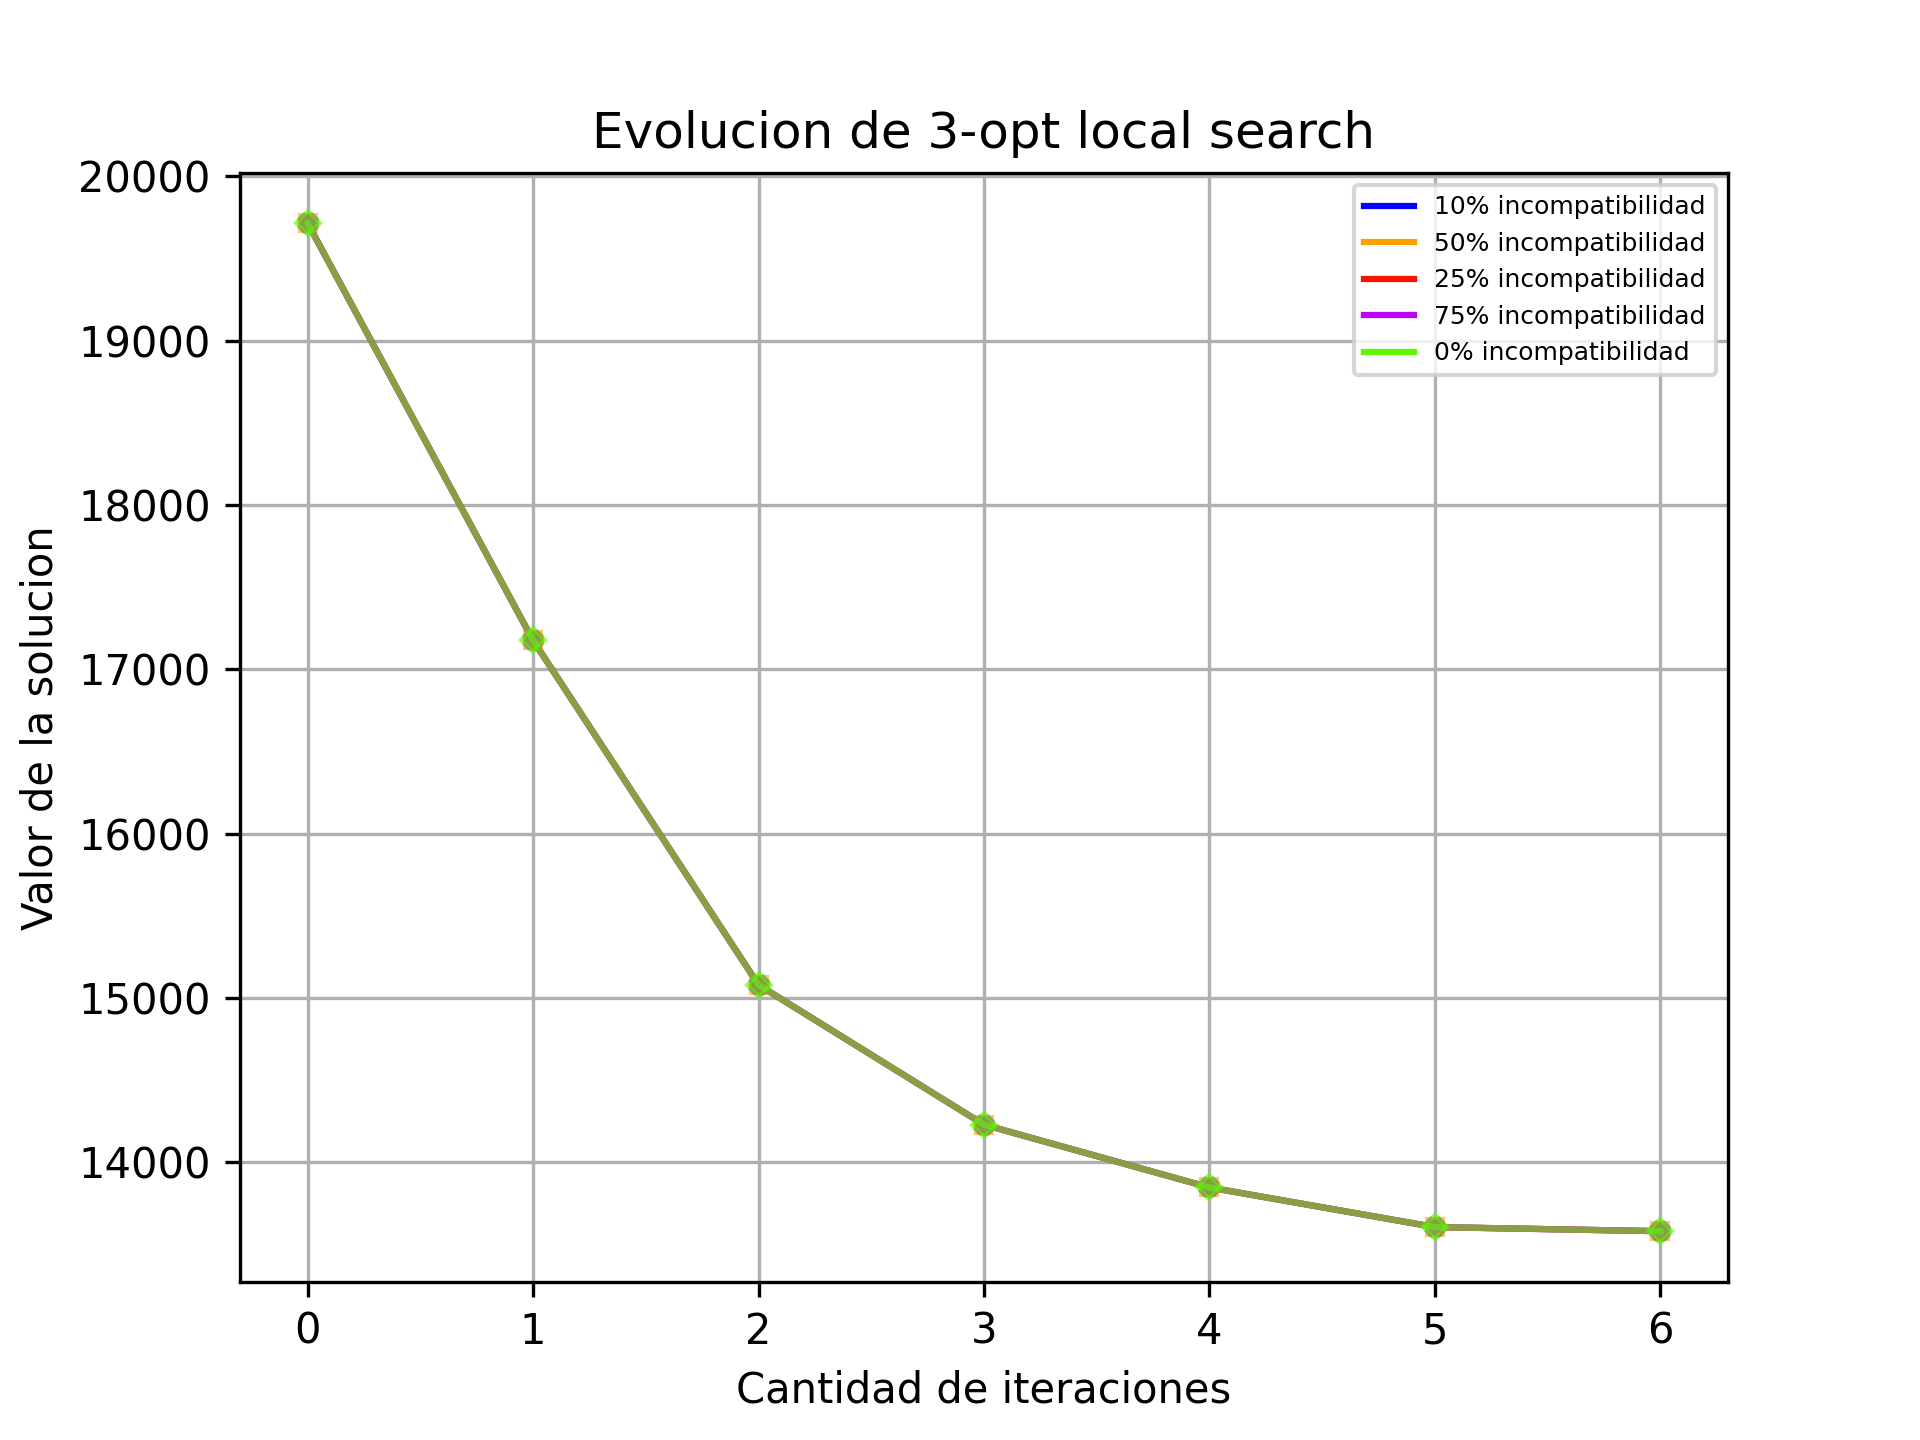 Evolucion de 3-opt local search
20000
19000
18000
17000
16000
15000
14000
Valor de la solucion
10% incompatibilidad
50% incompatibilidad
25% incompatibilidad
75% incompatibilidad
0% incompatibilidad
0 1 2 3 4 5 6
Cantidad de iteraciones